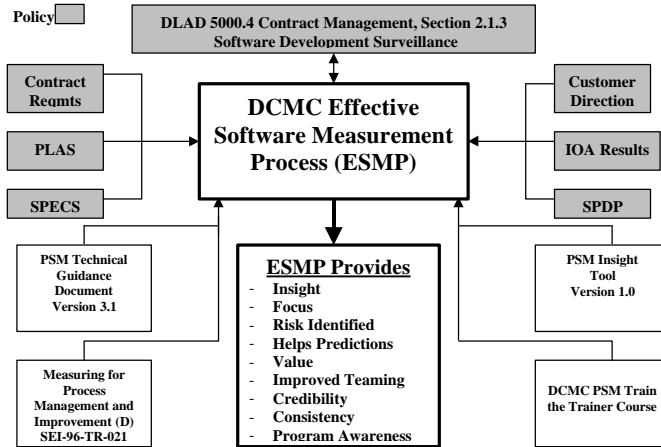 Policy
DLAD 5000.4 Contract Management, Section 2.1.3
Software Development Surveillance
Contract
Reqmts
PLAS
SPECS
DCMC Effective
Software Measurement
Process (ESMP)
Customer
Direction
IOA Results
SPDP
PSM Technical
Guidance
Document
Version 3.1
Measuring for
Process
Management and
Improvement (D)
SEI-96-TR-021
ESMP Provides
- Insight
- Focus
- Risk Identified
- Helps Predictions
- Value
- Improved Teaming
- Credibility
- Consistency
- Program Awareness
PSM Insight
Tool
Version 1.0
DCMC PSM Train
the Trainer Course